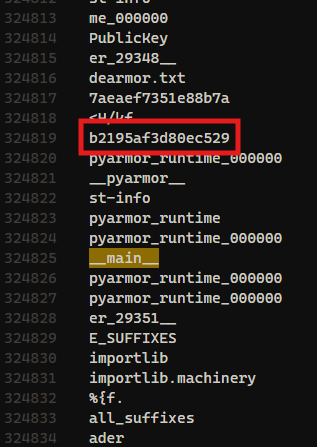 324812 st-info
324813 me_000000
324814 PublicKey
324815 er_29348__
324816 dearmor.txt
324817 7aeaef7351e88b7a
324818 <H/kf
324819 b2195af3d80ec529
324820 pyarmor_runtime_000000
324821 __pyarmor__
324822 st-info
324823 pyarmor_runtime
324824 pyarmor_runtime_000000
324825 __main__
324826 pyarmor_runtime_000000
324827 pyarmor_runtime_000000
324828 er_29351__
324829 E_SUFFIXES
324830 importlib
324831 importlib.machinery
324832 %{f.
324833 all_suffixes
324834 ader